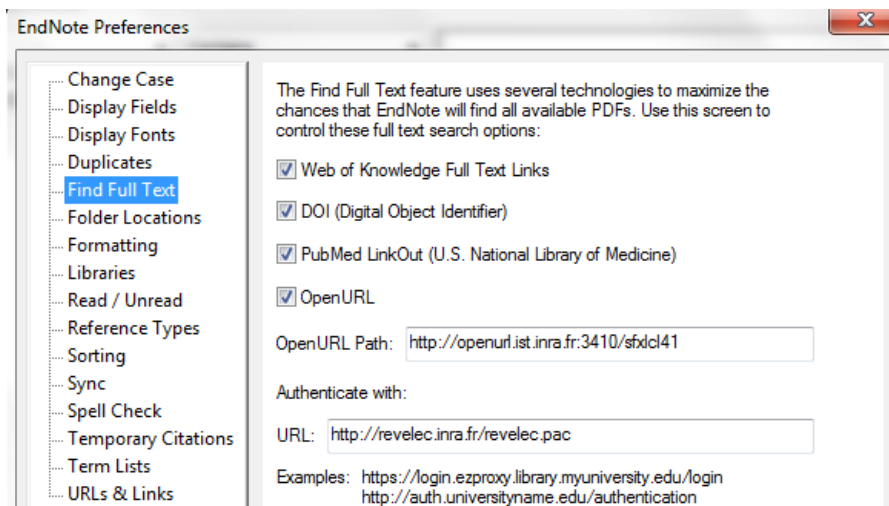 EndNote Preferences
Change Case
Display Fields
Display Fonts
Duplicates
Find Full Text
Folder Locations
Formatting
Libraries
Read / Unread
Reference Types
Sorting
Sync
Spell Check
Temporary Citations
Term Lists
URLs & Links
The Find Full Text feature uses several technologies to maximize the
chances that EndNote will find all available PDFs. Use this screen to
control these full text search options:
Web of Knowledge Full Text Links
DOI (Digital Object Identifier)
PubMed LinkOut (U.S. National Library of Medicine)
OpenURL
OpenURL Path: http://openurl.ist.inra.fr:3410/sfxlcl41
Authenticate with:
URL: http://revelec.inra.fr/revelec.pac
Examples: https://login.ezproxy.library.myuniversity.edu/login
http://auth.universityname.edu/authentication